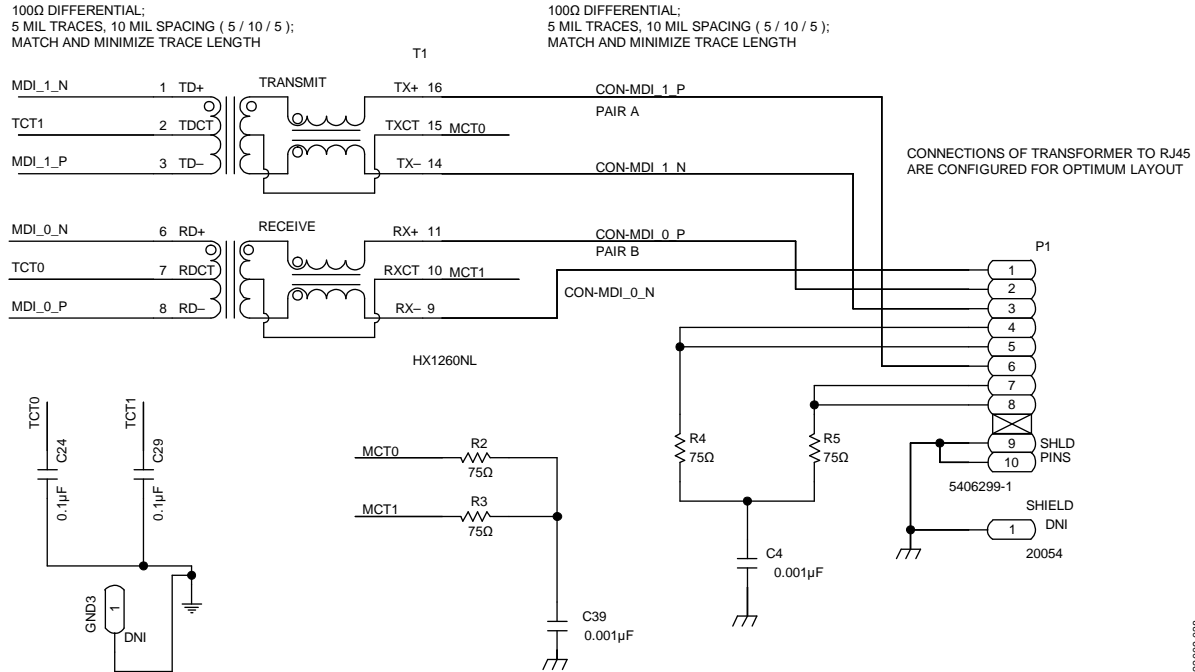 100Ω DIFFERENTIAL;
5 MIL TRACES, 10 MIL SPACING ( 5 / 10 / 5 );
MATCH AND MINIMIZE TRACE LENGTH
100Ω DIFFERENTIAL;
5 MIL TRACES, 10 MIL SPACING ( 5 / 10 / 5 );
MATCH AND MINIMIZE TRACE LENGTH
T1
MDI_1_N 1 TD+ TRANSMIT TX+ 16 CON-MDI_1_P
PAIR A
TCT1 2 TDCT TXCT 15 MCT0
MDI_1_P 3 TD– TX– 14 CON-MDI_1_N
CONNECTIONS OF TRANSFORMER TO RJ45
ARE CONFIGURED FOR OPTIMUM LAYOUT
MDI_0_N 6 RD+ RECEIVE RX+ 11 CON-MDI_0_P
PAIR B
TCT0 7 RDCT RXCT 10 MCT1
MDI_0_P 8 RD– RX– 9 CON-MDI_0_N
HX1260NL
P1
1
2
3
4
5
6
7
8
9 SHLD
10 PINS
5406299-1
SHIELD
1 DNI
20054
TCT0
C24
0.1µF
TCT1
C29
0.1µF
GND3
1
DNI
MCT0 R2
75Ω
MCT1 R3
75Ω
C39
0.001µF
R4
75Ω
R5
75Ω
C4
0.001µF